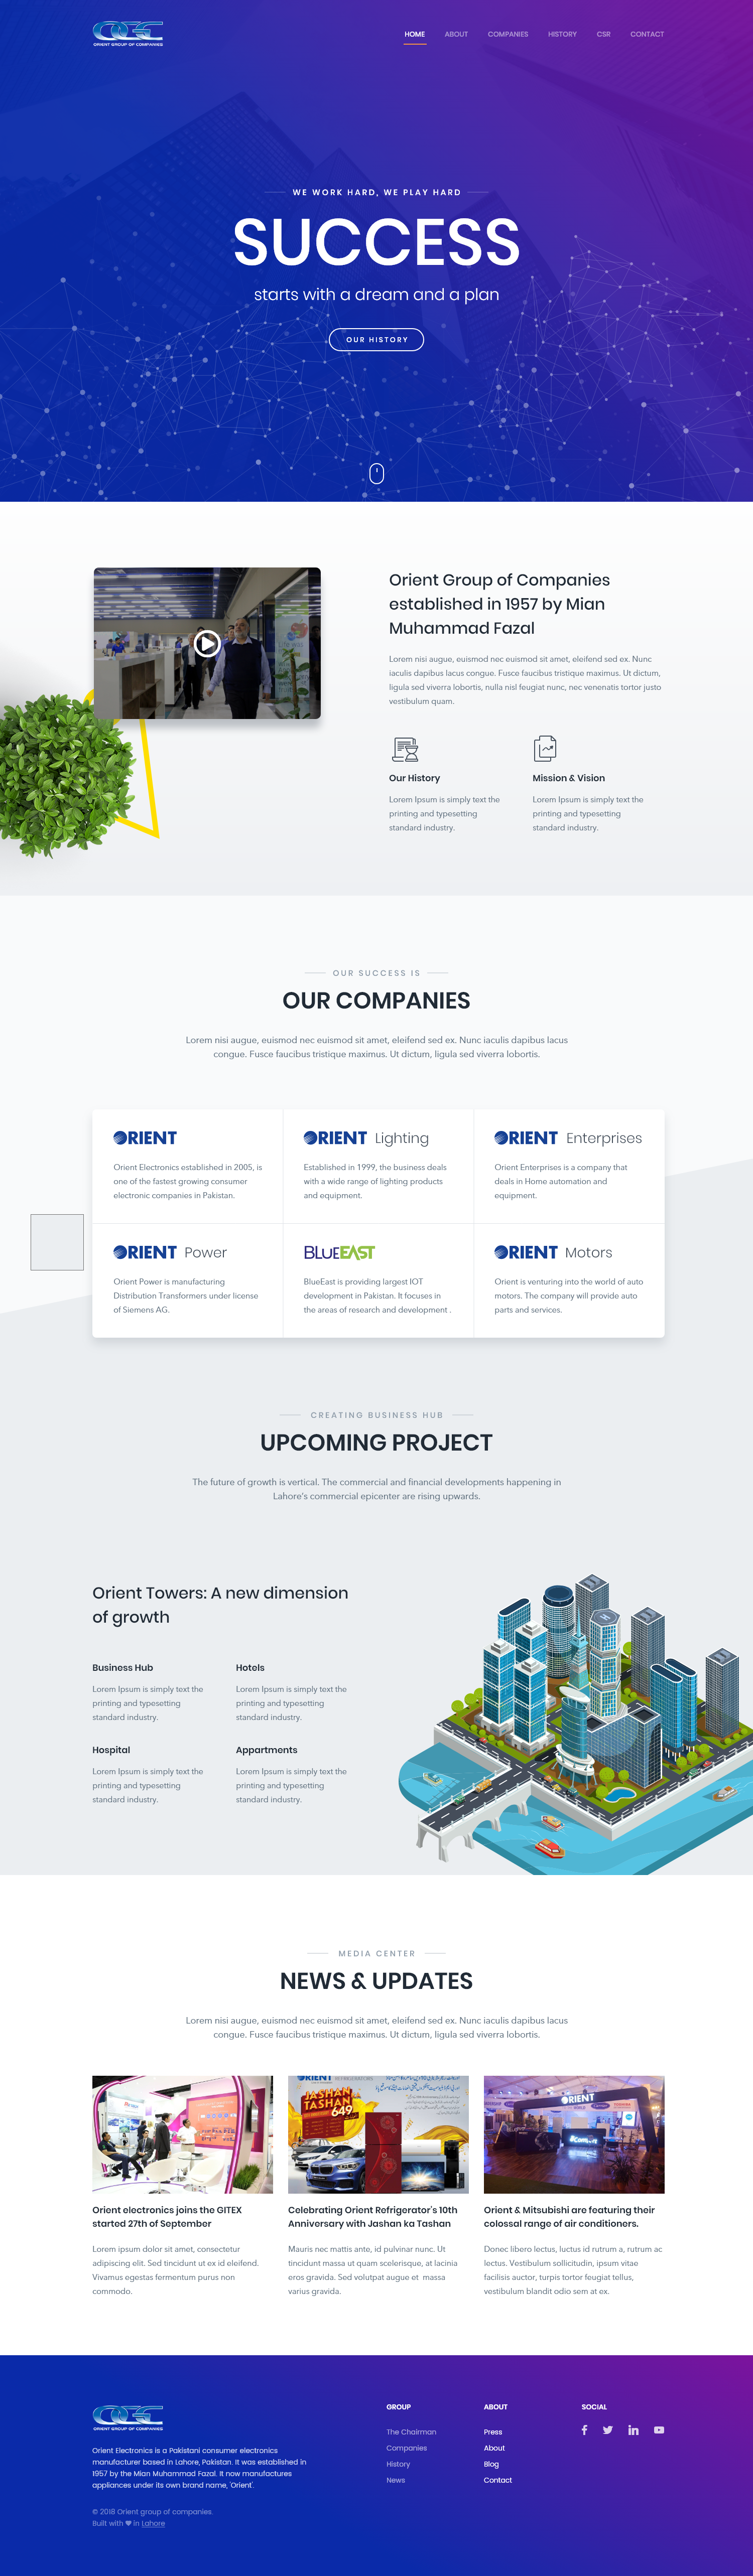 OGC
ORIENT GROUP OF COMPANIES
HOME ABOUT COMPANIES HISTORY CSR CONTACT
WE WORK HARD, WE PLAY HARD
SUCCESS
starts with a dream and a plan
OUR HISTORY
Orient Group of Companies
established in 1957 by Mian
Muhammad Fazal
Lorem nisi augue, euismod nec euismod sit amet, eleifend sed ex. Nunc
iaculis dapibus lacus congue. Fusce faucibus tristique maximus. Ut dictum,
ligula sed viverra lobortis, nulla nisl feugiat nunc, nec venenatis tortor justo
vestibulum quam.
Our History
Lorem Ipsum is simply text the
printing and typesetting
standard industry.
Mission & Vision
Lorem Ipsum is simply text the
printing and typesetting
standard industry.
OUR SUCCESS IS
OUR COMPANIES
Lorem nisi augue, euismod nec euismod sit amet, eleifend sed ex. Nunc iaculis dapibus lacus
congue. Fusce faucibus tristique maximus. Ut dictum, ligula sed viverra lobortis.
ORIENT
Orient Electronics established in 2005, is
one of the fastest growing consumer
electronic companies in Pakistan.
ORIENT Lighting
Established in 1999, the business deals
with a wide range of lighting products
and equipment.
ORIENT Enterprises
Orient Enterprises is a company that
deals in Home automation and
equipment.
ORIENT Power
Orient Power is manufacturing
Distribution Transformers under license
of Siemens AG.
BLUEEAST
BlueEast is providing largest IOT
development in Pakistan. It focuses in
the areas of research and development .
ORIENT Motors
Orient is venturing into the world of auto
motors. The company will provide auto
parts and services.
CREATING BUSINESS HUB
UPCOMING PROJECT
The future of growth is vertical. The commercial and financial developments happening in
Lahore's commercial epicenter are rising upwards.
Orient Towers: A new dimension
of growth
Business Hub
Lorem Ipsum is simply text the
printing and typesetting
standard industry.
Hotels
Lorem Ipsum is simply text the
printing and typesetting
standard industry.
Hospital
Lorem Ipsum is simply text the
printing and typesetting
standard industry.
Appartments
Lorem Ipsum is simply text the
printing and typesetting
standard industry.
MEDIA CENTER
NEWS & UPDATES
Lorem nisi augue, euismod nec euismod sit amet, eleifend sed ex. Nunc iaculis dapibus lacus
congue. Fusce faucibus tristique maximus. Ut dictum, ligula sed viverra lobortis.
ORIENT REFRIGERATORS
JASHAN
TASHAN
649
ORIENT
Orient electronics joins the GITEX
started 27th of September
Lorem ipsum dolor sit amet, consectetur
adipiscing elit. Sed tincidunt ut ex id eleifend.
Vivamus egestas fermentum purus non
commodo.
Celebrating Orient Refrigerator's 10th
Anniversary with Jashan ka Tashan
Mauris nec mattis ante, id pulvinar nunc. Ut
tincidunt massa ut quam scelerisque, at lacinia
eros gravida. Sed volutpat augue et massa
varius gravida.
Orient & Mitsubishi are featuring their
colossal range of air conditioners.
Donec libero lectus, luctus id rutrum a, rutrum ac
lectus. Vestibulum sollicitudin, ipsum vitae
facilisis auctor, turpis tortor feugiat tellus,
vestibulum blandit odio sem at ex.
ORIENT GROUP OF COMPANIES
Orient Electronics is a Pakistani consumer electronics
manufacturer based in Lahore, Pakistan. It was established in
1957 by the Mian Muhammad Fazal. It now manufactures
appliances under its own brand name, 'Orient'.
© 2018 Orient group of companies.
Built with ♥ in Lahore
GROUP
The Chairman
Companies
History
News
ABOUT
Press
About
Blog
Contact
SOCIAL